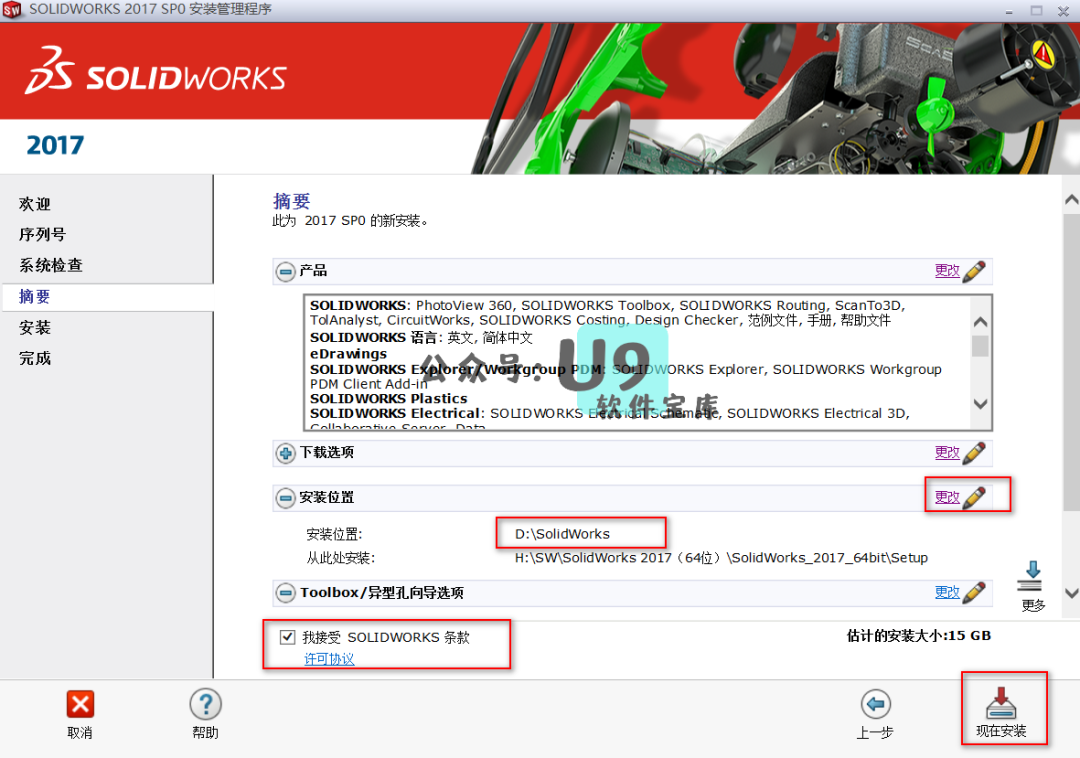 SOLIDWORKS 2017 SP0 安装管理程序
SOLIDWORKS
2017
欢迎
序列号
系统检查
摘要
安装
完成
摘要
此为 2017 SP0 的新安装。
产品
更改
SOLIDWORKS: PhotoView 360, SOLIDWORKS Toolbox, SOLIDWORKS Routing, ScanTo3D,
TolAnalyst, CircuitWorks, SOLIDWORKS Costing, Design Checker, 范例文件, 手册, 帮助文件
SOLIDWORKS 语言: 英文, 简体中文
eDrawings
SOLIDWORKS Explorer/Workgroup PDM: SOLIDWORKS Explorer, SOLIDWORKS Workgroup
PDM Client Add-in
SOLIDWORKS Plastics
SOLIDWORKS Electrical: SOLIDWORKS Electrical Schematic, SOLIDWORKS Electrical 3D,
Collaborative Server, Data
公众号: U9
软件宝库
下载选项
更改
安装位置
更改
安装位置:
D:\SolidWorks
从此处安装:
H:\SW\SolidWorks 2017（64位）\SolidWorks_2017_64bit\Setup
Toolbox/异型孔向导选项
更改
更多
我接受 SOLIDWORKS 条款
许可协议
估计的安装大小:15 GB
取消
帮助
上一步
现在安装